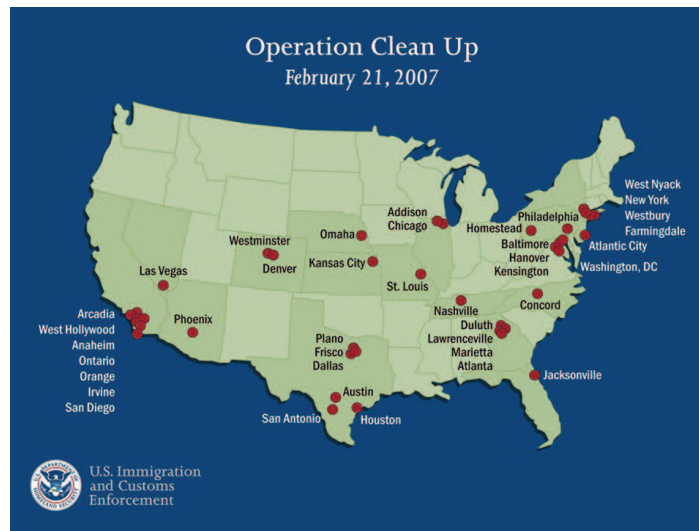 Operation Clean Up
February 21, 2007
West Nyack
New York
Westbury
Farmingdale
Atlantic City
Washington, DC
Philadelphia
Homestead
Baltimore
Hanover
Kensington
Addison
Chicago
Omaha
Westminster
Denver
Kansas City
St. Louis
Las Vegas
Nashville
Concord
Arcadia
West Hollywood
Anaheim
Ontario
Orange
Irvine
San Diego
Phoenix
Duluth
Lawrenceville
Marietta
Atlanta
Plano
Frisco
Dallas
Jacksonville
Austin
San Antonio
Houston
U.S. Immigration
and Customs
Enforcement